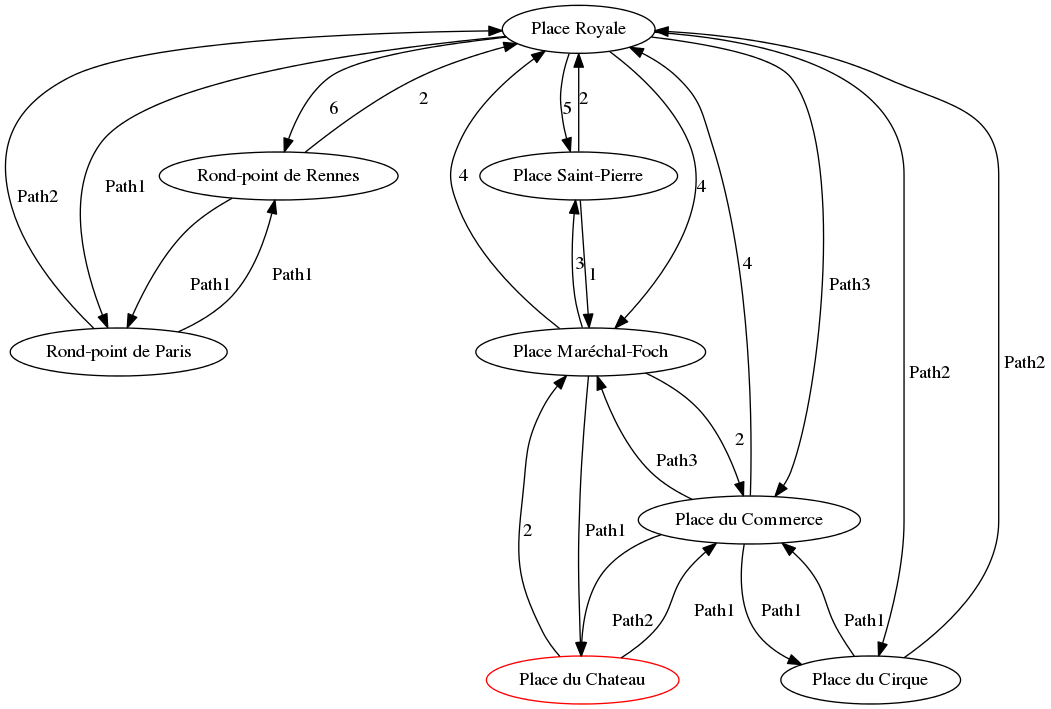 Place Royale
6
2
5
2
Rond-point de Rennes
Place Saint-Pierre
Path2
Path1
4
4
Path1
Path1
3
1
4
Path3
Rond-point de Paris
Place Maréchal-Foch
Path2
Path2
2
Path3
Place du Commerce
2
Path1
Path2
Path1
Path1
Path1
Place du Chateau
Place du Cirque